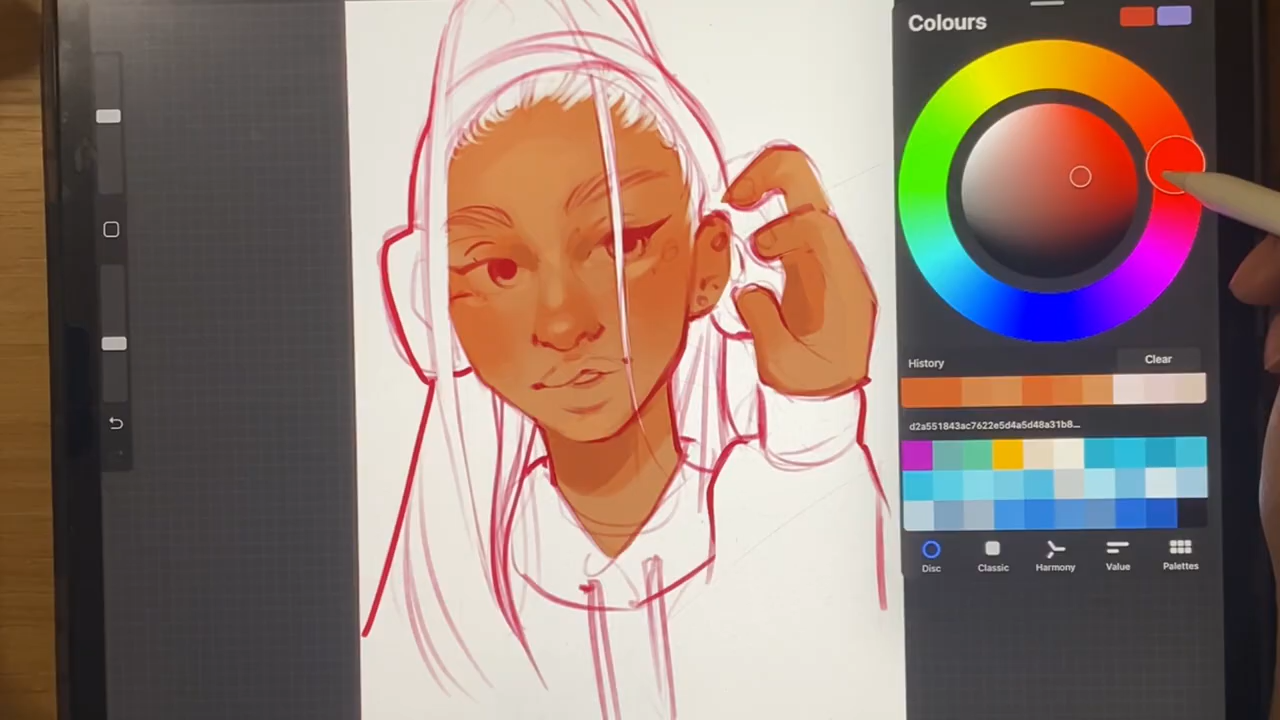 Colours
History
Clear
d2a551843ac7622e5d4a5d48a31b8...
Disc
Classic
Harmony
Value
Palettes